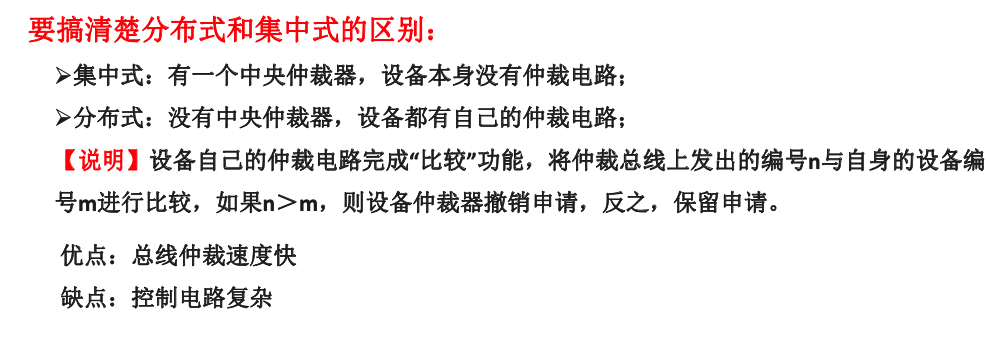 要搞清楚分布式和集中式的区别：
➢集中式：有一个中央仲裁器，设备本身没有仲裁电路；
➢分布式：没有中央仲裁器，设备都有自己的仲裁电路；
【说明】设备自己的仲裁电路完成“比较”功能，将仲裁总线上发出的编号n与自身的设备编
号m进行比较，如果n＞m，则设备仲裁器撤销申请，反之，保留申请。
优点：总线仲裁速度快
缺点：控制电路复杂